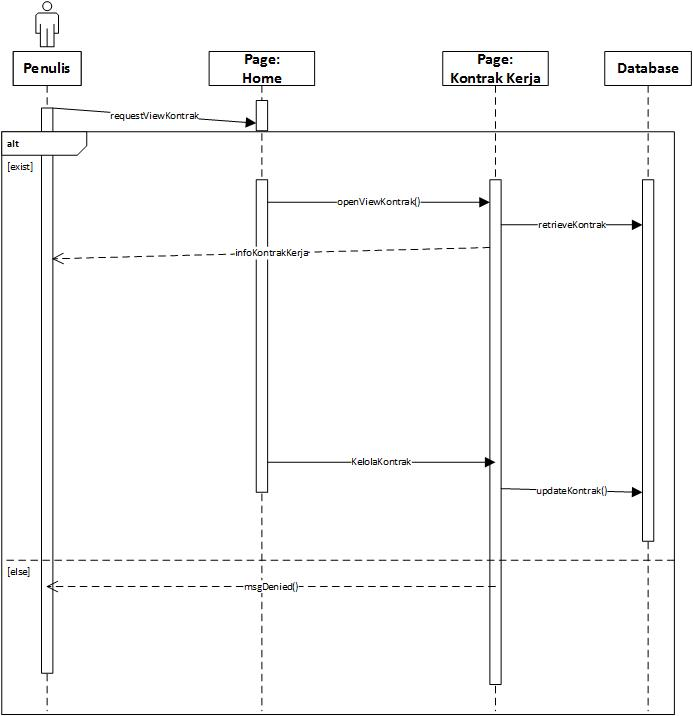 Penulis
Page:
Home
Page:
Kontrak Kerja
Database
requestViewKontrak
alt
[exist]
openViewKontrak()
retrieveKontrak
infoKontrakKerja
KelolaKontrak
updateKontrak()
[else]
msgDenied()